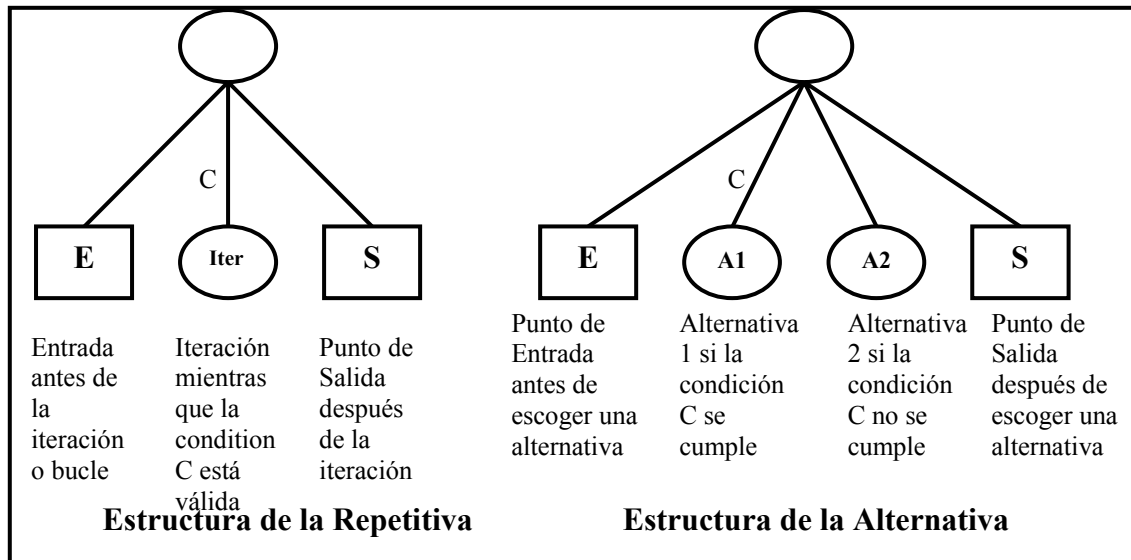 C
E
Iter
S
Entrada
antes de
la
iteración
o bucle
Iteración
mientras
que la
condition
C está
válida
Punto de
Salida
después
de la
iteración
Estructura de la Repetitiva
C
E
A1
A2
S
Punto de
Entrada
antes de
escoger una
alternativa
Alternativa
1 si la
condición
C se
cumple
Alternativa
2 si la
condición
C no se
cumple
Punto de
Salida
después de
escoger una
alternativa
Estructura de la Alternativa